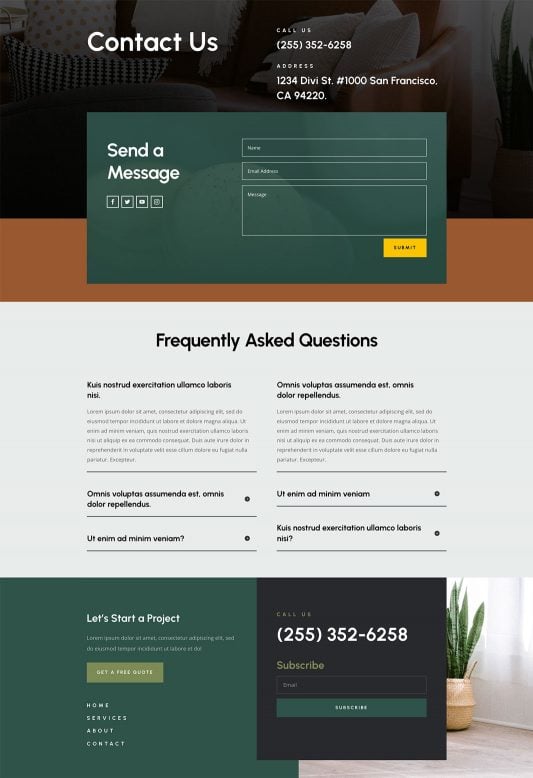 Contact Us
CALL US
(255) 352-6258
ADDRESS
1234 Divi St. #1000 San Francisco,
CA 94220.
Send a
Message
Name
Email Address
Message
SUBMIT
Frequently Asked Questions
Kuis nostrud exercitation ullamco laboris
nisi.
Lorem ipsum dolor sit amet, consectetur adipiscing elit, sed do
eiusmod tempor incididunt ut labore et dolore magna aliqua. Ut
enim ad minim veniam, quis nostrud exercitation ullamco laboris
nisi ut aliquip ex ea commodo consequat. Duis aute irure dolor in
reprehenderit in voluptate velit esse cillum dolore eu fugiat nulla
pariatur. Excepteur.
Omnis voluptas assumenda est, omnis
dolor repellendus.
Ut enim ad minim veniam?
Omnis voluptas assumenda est, omnis
dolor repellendus.
Lorem ipsum dolor sit amet, consectetur adipiscing elit, sed do
eiusmod tempor incididunt ut labore et dolore magna aliqua. Ut
enim ad minim veniam, quis nostrud exercitation ullamco laboris
nisi ut aliquip ex ea commodo consequat. Duis aute irure dolor in
reprehenderit in voluptate velit esse cillum dolore eu fugiat nulla
pariatur. Excepteur.
Ut enim ad minim veniam
Kuis nostrud exercitation ullamco laboris
nisi?
Let's Start a Project
Lorem ipsum dolor sit amet, consectetur adipiscing elit, sed
do eiusmod tempor incididunt ut labore et dol
GET A FREE QUOTE
HOME
SERVICES
ABOUT
CONTACT
CALL US
(255) 352-6258
Subscribe
Email
SUBSCRIBE